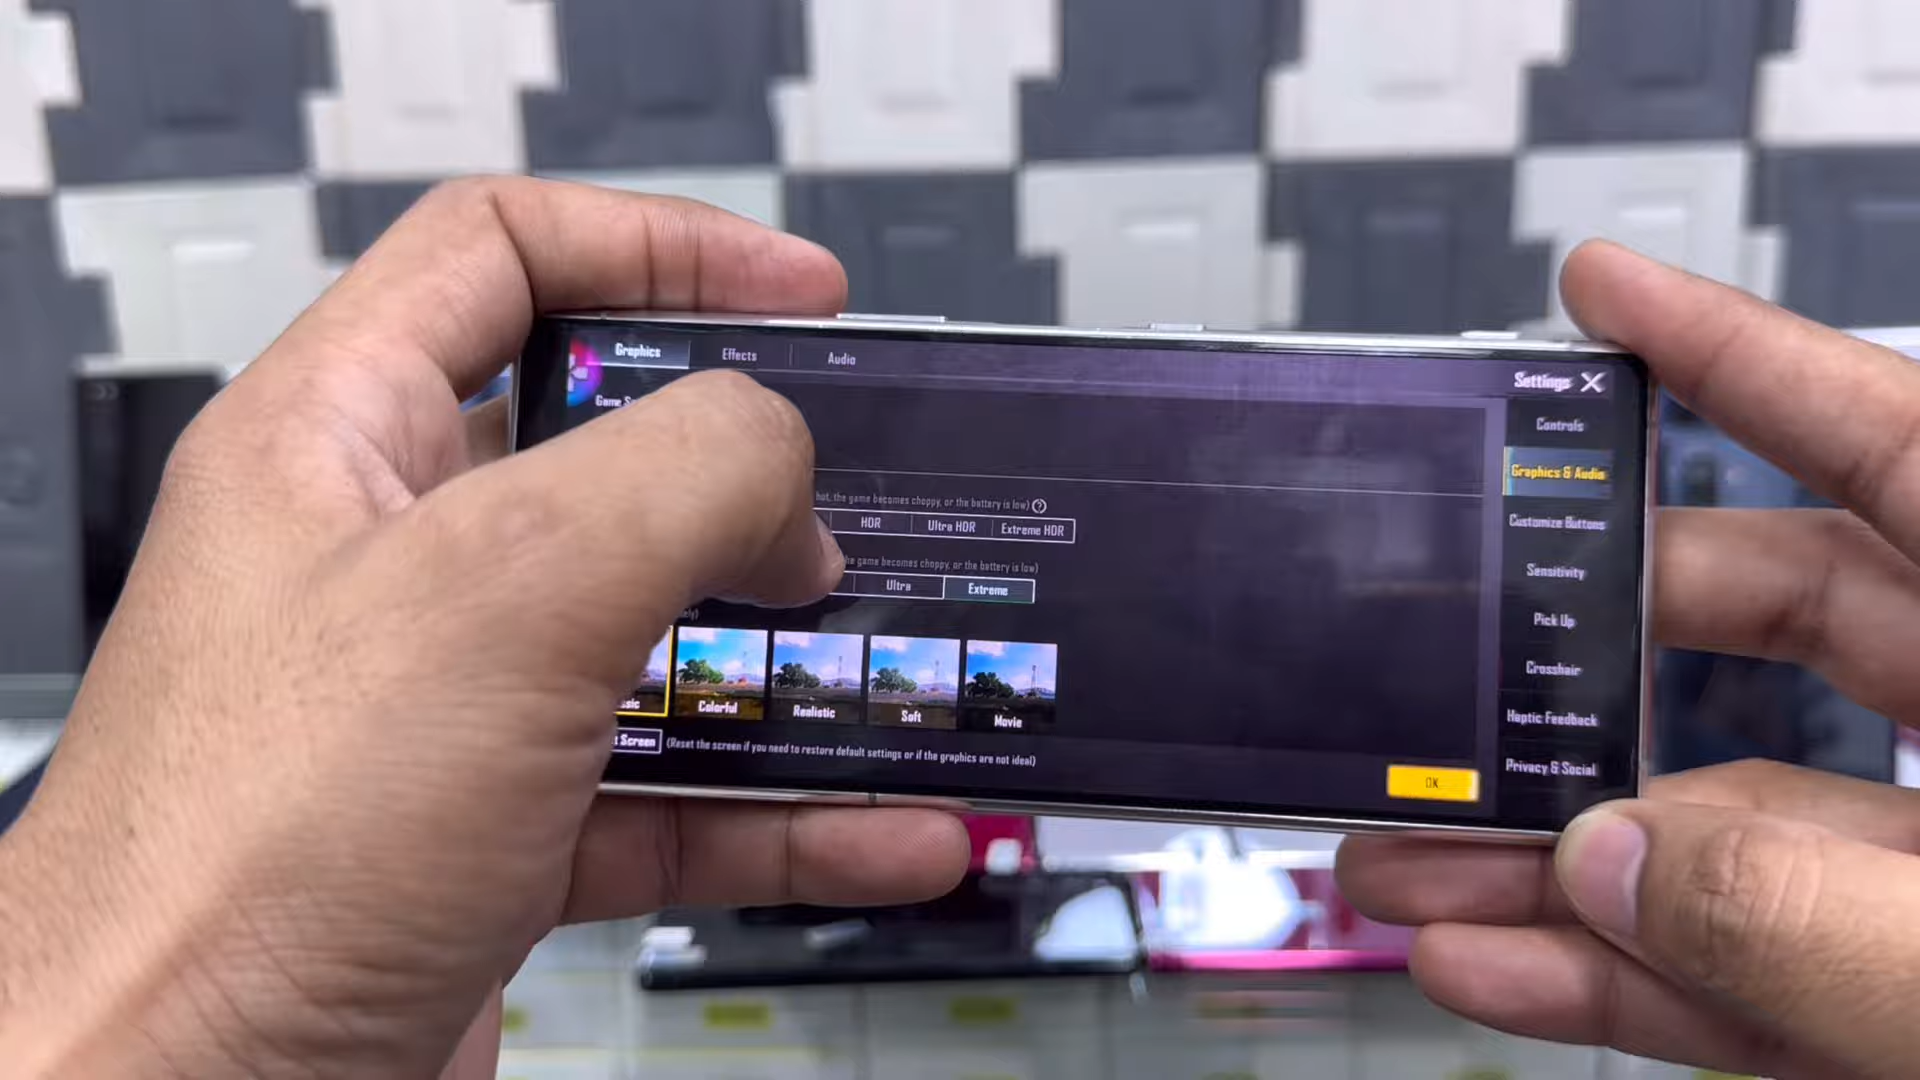 Graphics Effects Audio
Settings
Game
hot, the game becomes choppy, or the battery is low) ?
HDR Ultra HDR Extreme HDR
the game becomes choppy, or the battery is low)
Ultra Extreme
Colorful Realistic Soft Movie
Screen (Reset the screen if you need to restore default settings or if the graphics are not ideal)
OK
Controls
Graphics & Audio
Customize Buttons
Sensitivity
Pick Up
Crosshair
Haptic Feedback
Privacy & Social